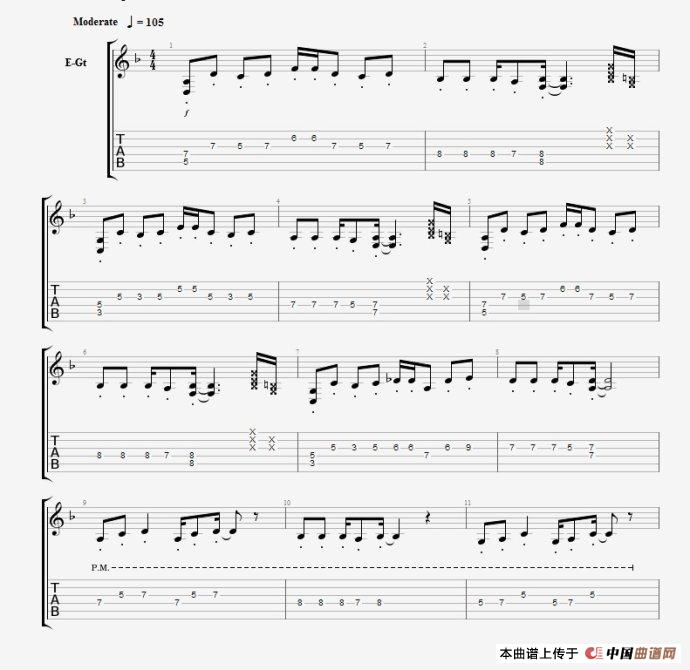 Moderate ♩ = 105
E-Gt
4 4
1 2
f
X
T 6 6 X X
7 5 7 7 5 7 X X
A 7 8 8 8 7 8
B 5 8
3 4 5
X
T 5 5 X X 6 6
5 3 5 5 3 5 X X 7 5 7 7 5 7
A 5 7 7 7 5 7 7
B 3 7 5
6 7 8
X
T X X
X X 5 3 5 6 6 6 9 7 7 7 5 7
A 8 8 8 7 8 5 7 7
B 8 3
9 10 11
P.M.
T
5 7 5 7 5 5
A 7 7 8 8 8 7 8 5 7 5 7
B
本曲谱上传于 中国曲谱网